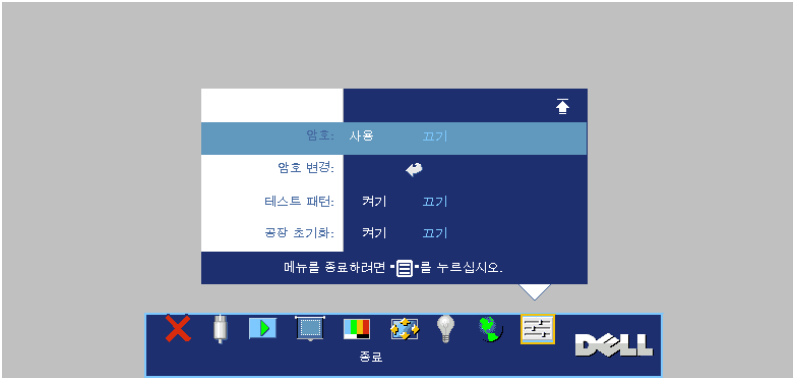 암호: 사용 끄기
암호 변경:
테스트 패턴: 켜기 끄기
공장 초기화: 켜기 끄기
메뉴를 종료하려면 "를 누르십시오.
종료
DELL